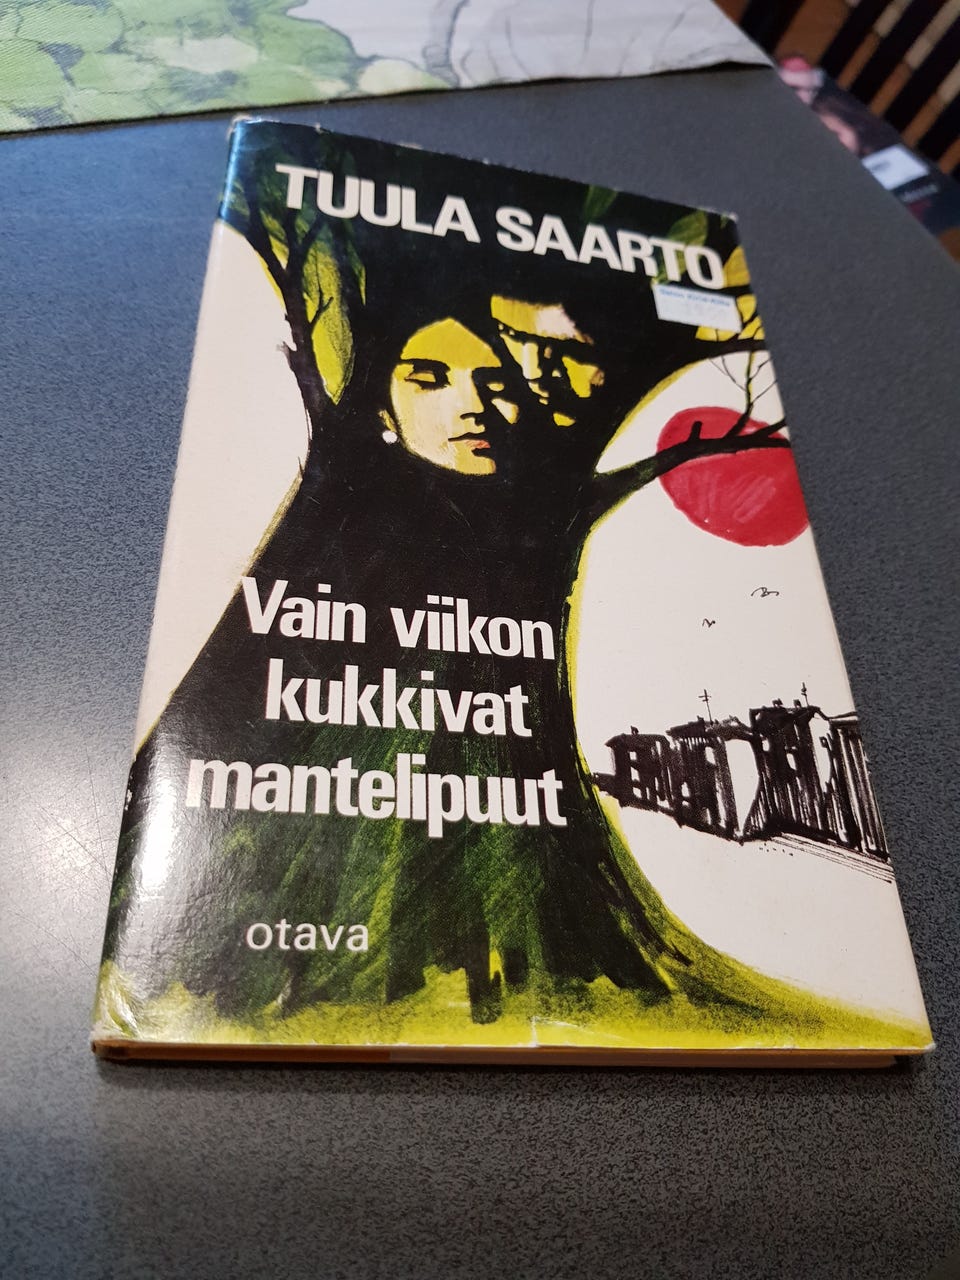 TUULA SAARTO
Vain viikon
kukkivat
mantelipuut
otava